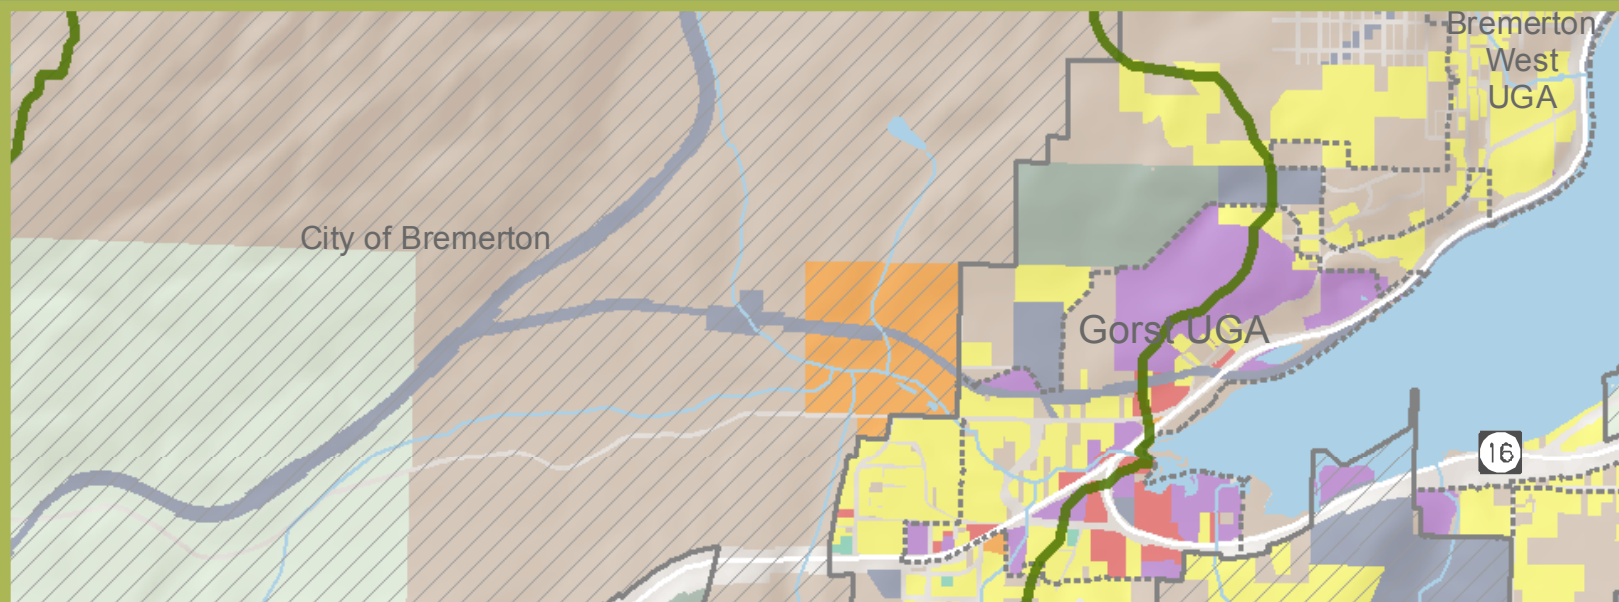 Bremerton
West
UGA
City of Bremerton
Gorst UGA
16